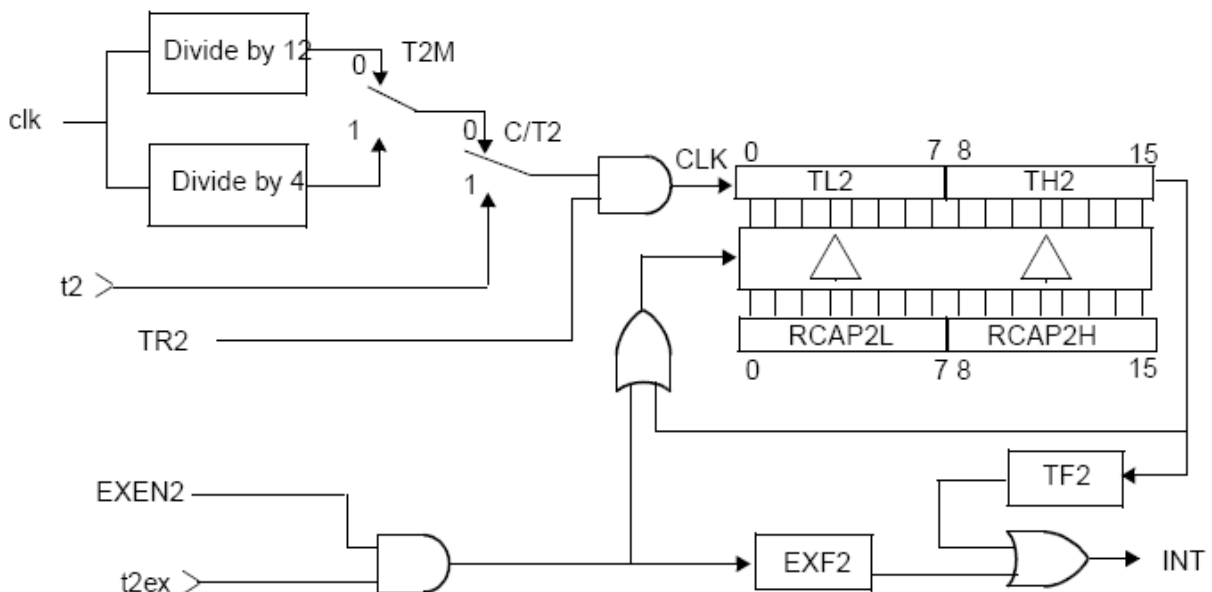 Divide by 12
0
T2M
clk
1
0
C/T2
Divide by 4
1
CLK
0
7
8
15
TL2
TH2
t2
TR2
RCAP2L
RCAP2H
0
7
8
15
EXEN2
TF2
t2ex
EXF2
INT